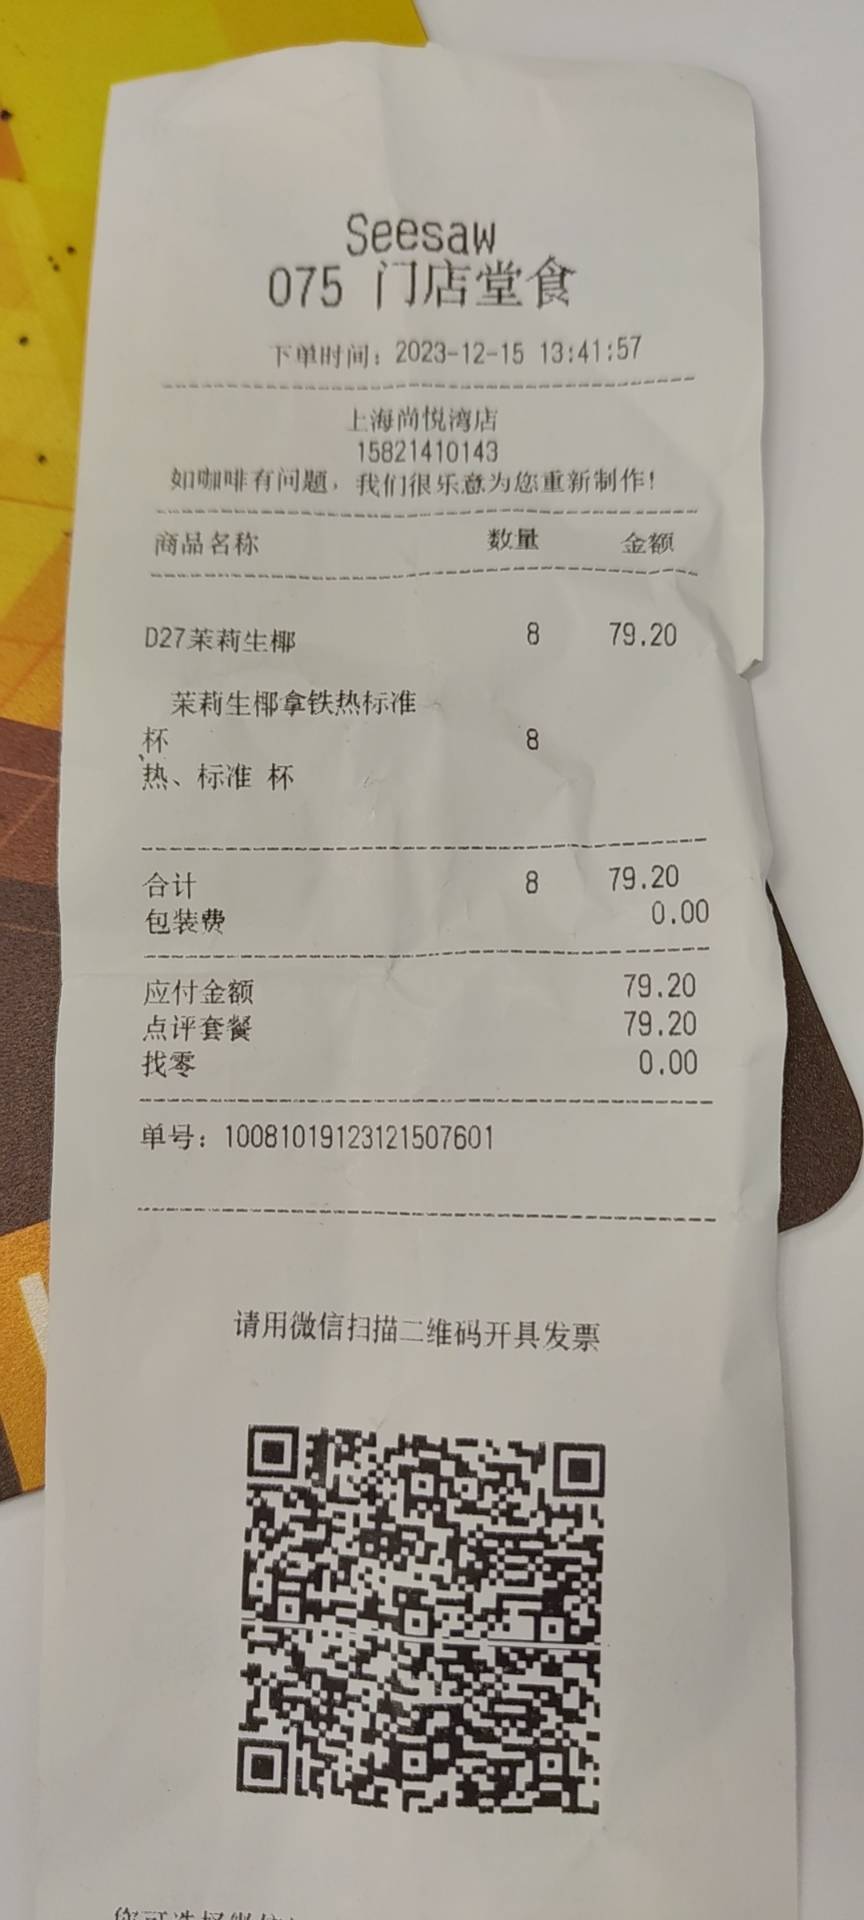 Seesaw
075 门店堂食
下单时间：2023-12-15 13:41:57
上海尚悦湾店
15821410143
如咖啡有问题，我们很乐意为您重新制作！
商品名称 数量 金额
D27茉莉生椰 8 79.20
茉莉生椰拿铁热标准
杯 8
热、标准 杯
合计 8 79.20
包装费 0.00
应付金额 79.20
点评套餐 79.20
找零 0.00
单号：10081019123121507601
请用微信扫描二维码开具发票